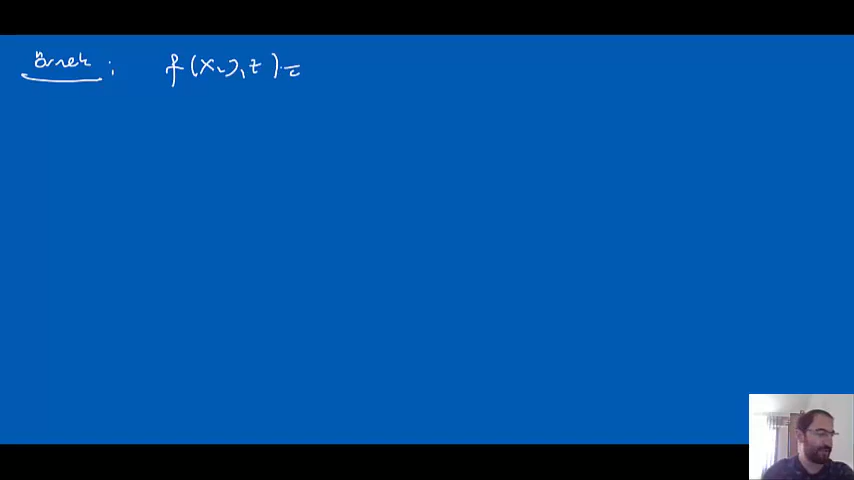 Örnek : f(x,y,z) =